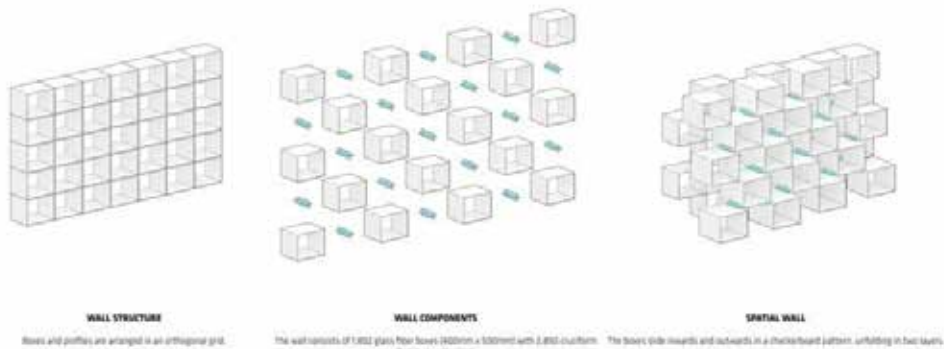 WALL STRUCTURE
Boxes and profiles are arranged in an orthogonal grid.
WALL COMPONENTS
The wall consists of 1,802 glass fiber boxes (400mm x 500mm) with 2,890 cruciform
SPATIAL WALL
The boxes slide inwards and outwards in a checkerboard pattern, unfolding in two layers